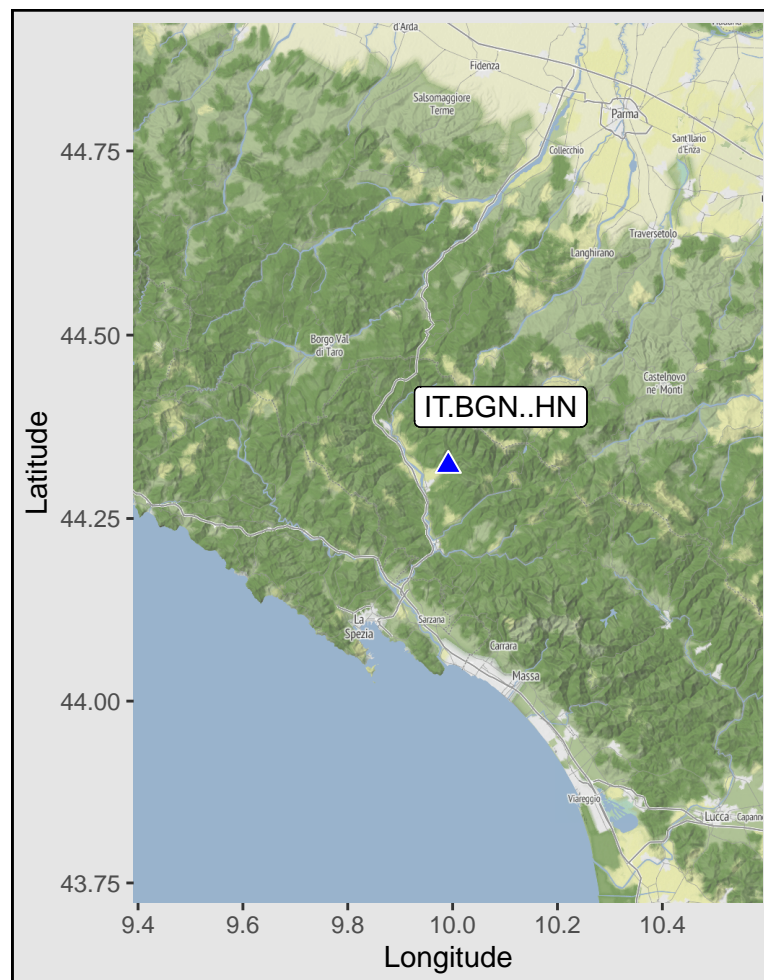 d'Arda
Fidenza
Salsomaggiore
Terme
Parma
Sant'Ilario
d'Enza
Collecchio
44.75
Traversetolo
Langhirano
44.50
Borgo Val
di Taro
Castelnovo
ne' Monti
IT.BGN..HN
Latitude
44.25
La
Spezia
Sarzana
Carrara
Massa
44.00
Viareggio
Lucca
Capann
43.75
9.4
9.6
9.8
10.0
10.2
10.4
Longitude